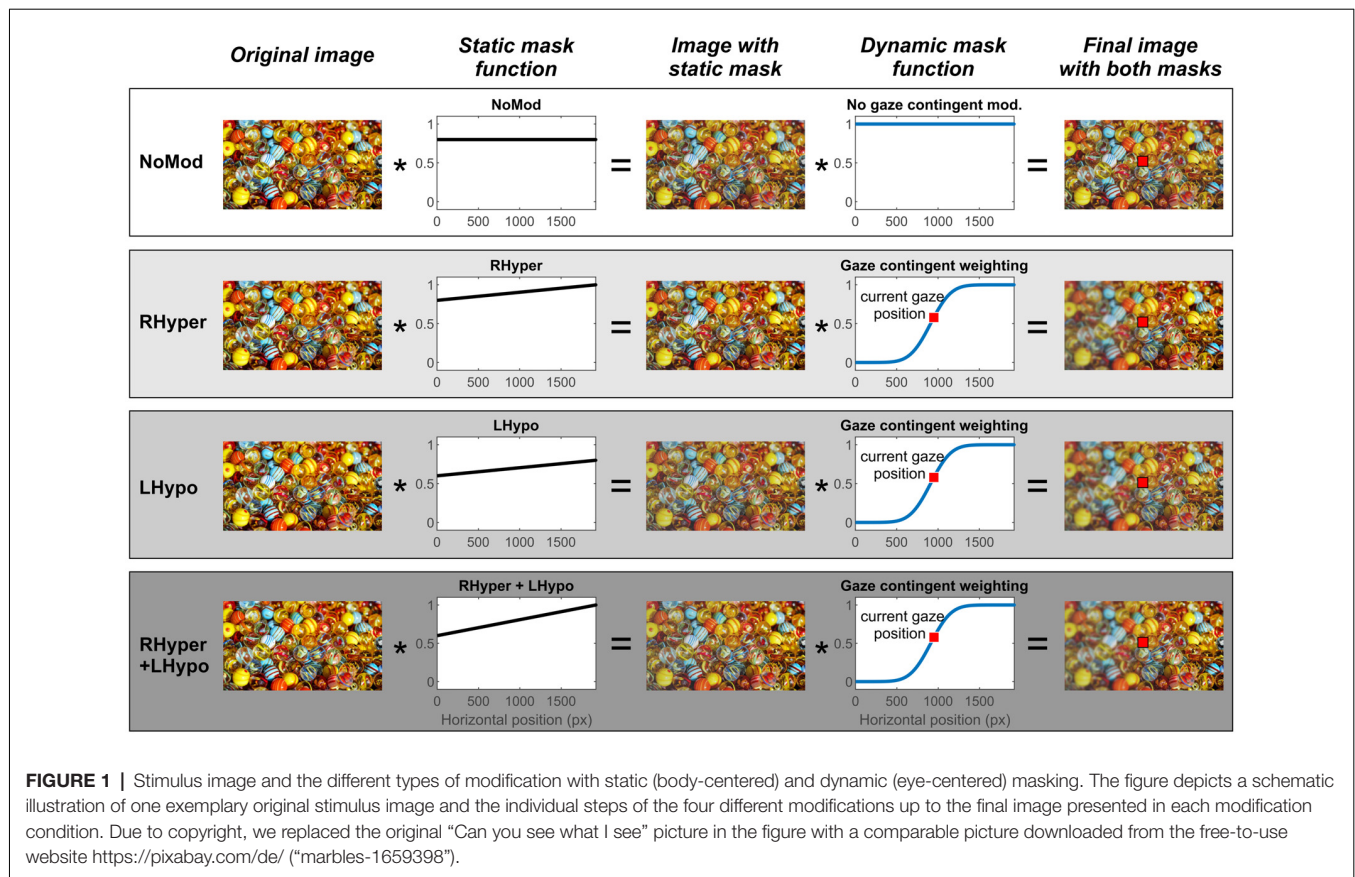 Original image
Static mask function
Image with static mask
Dynamic mask function
Final image with both masks
NoMod
NoMod
1
0.5
0
0 500 1000 1500
*
=
No gaze contingent mod.
1
0.5
0
0 500 1000 1500
*
=
RHyper
RHyper
1
0.5
0
0 500 1000 1500
*
=
Gaze contingent weighting
current gaze
position
1
0.5
0
0 500 1000 1500
*
=
LHypo
LHypo
1
0.5
0
0 500 1000 1500
*
=
Gaze contingent weighting
current gaze
position
1
0.5
0
0 500 1000 1500
*
=
RHyper
+LHypo
RHyper + LHypo
1
0.5
0
0 500 1000 1500
Horizontal position (px)
*
=
Gaze contingent weighting
current gaze
position
1
0.5
0
0 500 1000 1500
Horizontal position (px)
*
=
FIGURE 1 | Stimulus image and the different types of modification with static (body-centered) and dynamic (eye-centered) masking. The figure depicts a schematic
illustration of one exemplary original stimulus image and the individual steps of the four different modifications up to the final image presented in each modification
condition. Due to copyright, we replaced the original “Can you see what I see” picture in the figure with a comparable picture downloaded from the free-to-use
website https://pixabay.com/de/ (“marbles-1659398”).